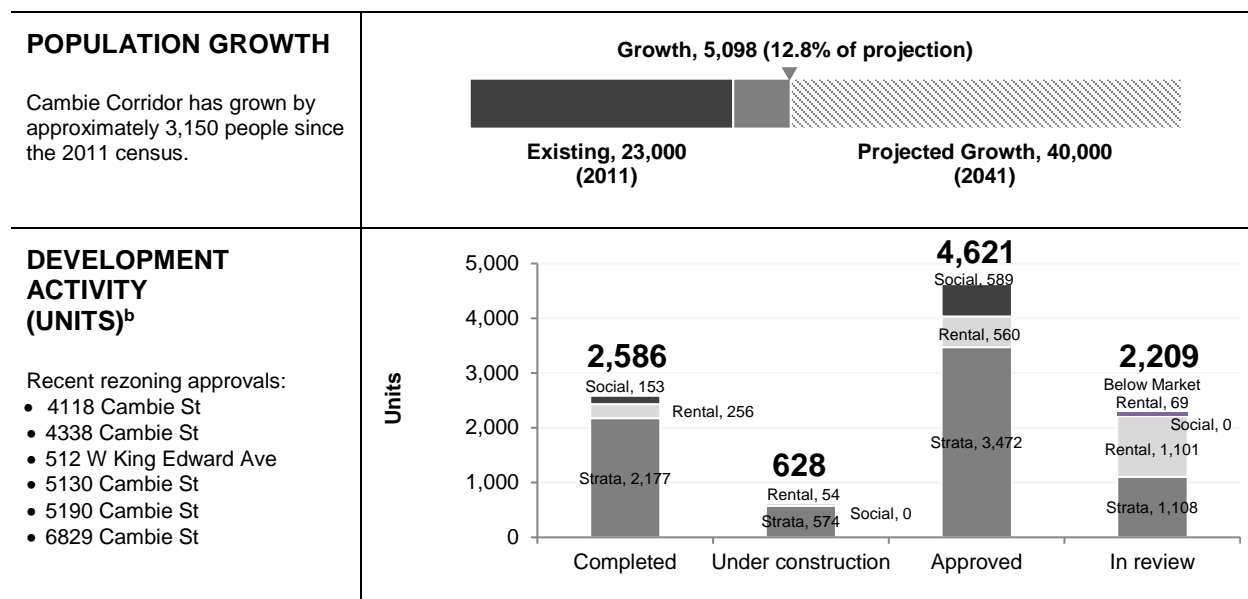 POPULATION GROWTH
Cambie Corridor has grown by
approximately 3,150 people since
the 2011 census.
Growth, 5,098 (12.8% of projection)
Existing, 23,000
(2011)
Projected Growth, 40,000
(2041)
DEVELOPMENT
ACTIVITY
(UNITS)b
Recent rezoning approvals:
• 4118 Cambie St
• 4338 Cambie St
• 512 W King Edward Ave
• 5130 Cambie St
• 5190 Cambie St
• 6829 Cambie St
Units
5,000
4,000
3,000
2,000
1,000
0
2,586
Social, 153
Rental, 256
Strata, 2,177
Completed
628
Rental, 54
Social, 0
Strata, 574
Under construction
4,621
Social, 589
Rental, 560
Strata, 3,472
Approved
2,209
Below Market
Rental, 69
Social, 0
Rental, 1,101
Strata, 1,108
In review